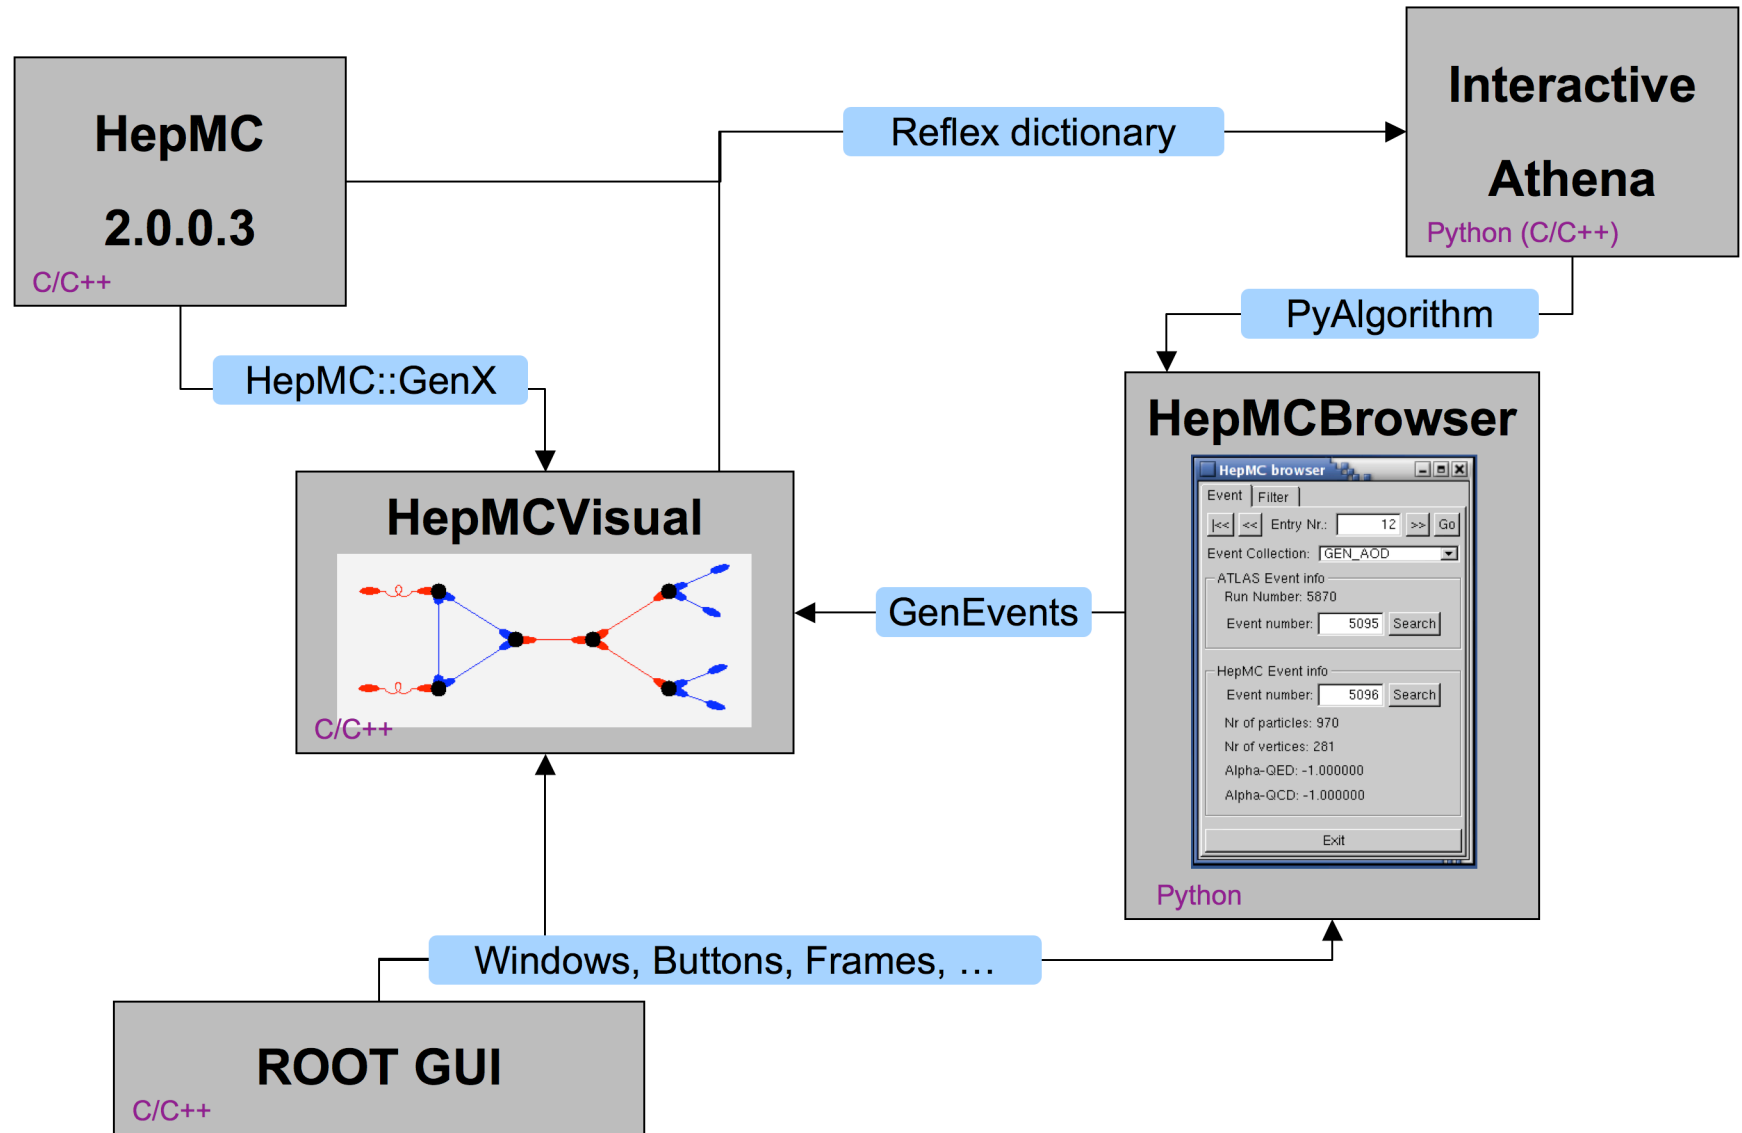 HepMC
2.0.0.3
C/C++
Reflex dictionary
Interactive
Athena
Python (C/C++)
PyAlgorithm
HepMC::GenX
HepMCVisual
C/C++
GenEvents
HepMCBrowser
HepMC browser
Event Filter
|<< << Entry Nr.: 12 >> Go
Event Collection: GEN_AOD
ATLAS Event info
Run Number: 5870
Event number: 5095 Search
HepMC Event info
Event number: 5096 Search
Nr of particles: 970
Nr of vertices: 281
Alpha-QED: -1.000000
Alpha-QCD: -1.000000
Exit
Python
Windows, Buttons, Frames, …
ROOT GUI
C/C++